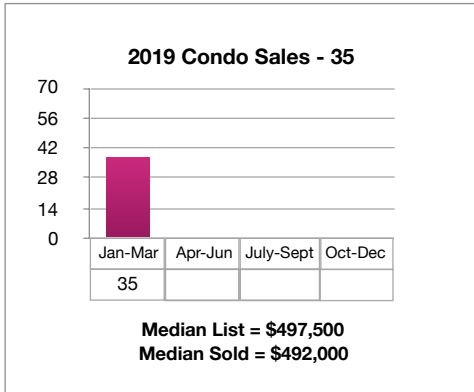 2019 Condo Sales - 35
70
56
42
28
14
0
Jan-Mar Apr-Jun July-Sept Oct-Dec
35
Median List = $497,500
Median Sold = $492,000